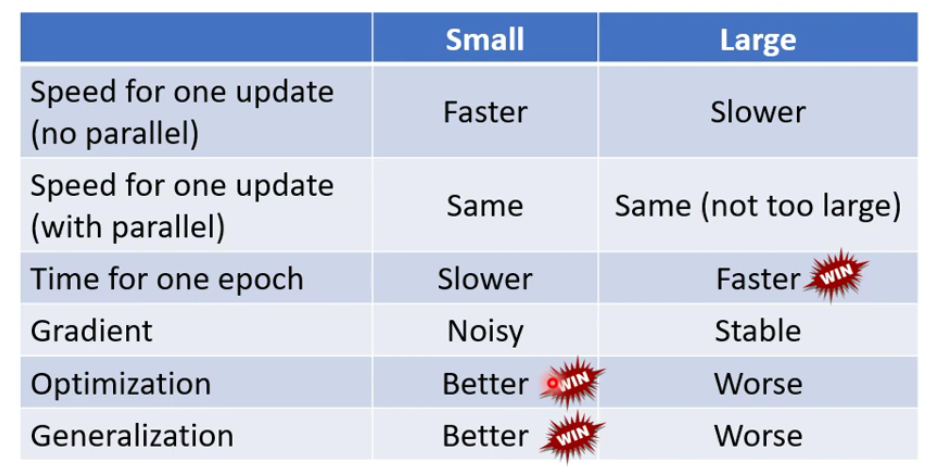 Small Large
Speed for one update
(no parallel)
Faster Slower
Speed for one update
(with parallel)
Same Same (not too large)
Time for one epoch Slower Faster WIN
Gradient Noisy Stable
Optimization Better WIN Worse
Generalization Better WIN Worse